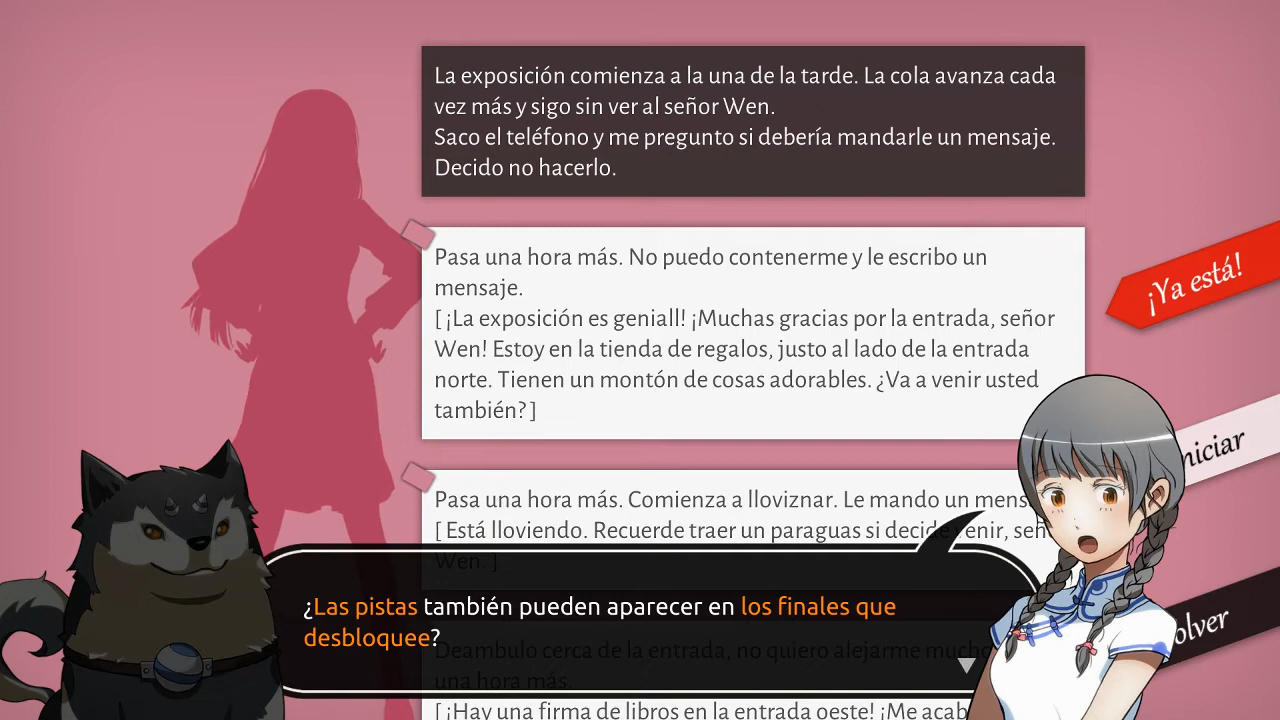 La exposición comienza a la una de la tarde. La cola avanza cada
vez más y sigo sin ver al señor Wen.
Saco el teléfono y me pregunto si debería mandarle un mensaje.
Decido no hacerlo.
Pasa una hora más. No puedo contenerme y le escribo un
mensaje.
[ ¡La exposición es geniall! ¡Muchas gracias por la entrada, señor
Wen! Estoy en la tienda de regalos, justo al lado de la entrada
norte. Tienen un montón de cosas adorables. ¿Va a venir usted
también? ]
¡Ya está!
niciar
Pasa una hora más. Comienza a lloviznar. Le mando un mens
[ Está lloviendo. Recuerde traer un paraguas si decide venir, señ
Wen. ]
¿Las pistas también pueden aparecer en los finales que
desbloquee?
olver
Deambulo cerca de la entrada, no quiero alejarme mucho
una hora más.
[ ¡Hay una firma de libros en la entrada oeste! ¡Me acab